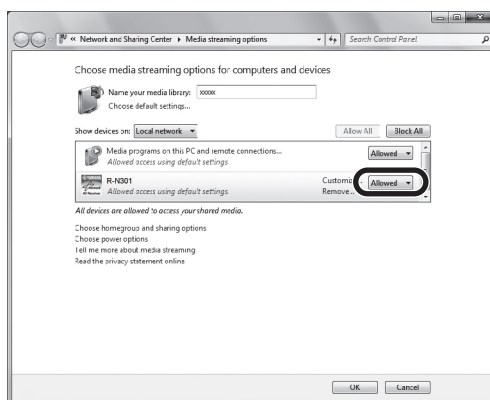 « Network and Sharing Center ▸ Media streaming options
Search Control Panel
Choose media streaming options for computers and devices
Name your media library: xxxxx
Choose default settings...
Show devices on: Local network
Allow All
Block All
Media programs on this PC and remote connections...
Allowed access using default settings.
Allowed
R-N301
Allowed access using default settings.
Customiz
Remove...
Allowed
All devices are allowed to access your shared media.
Choose homegroup and sharing options
Choose power options
Tell me more about media streaming
Read the privacy statement online
OK
Cancel